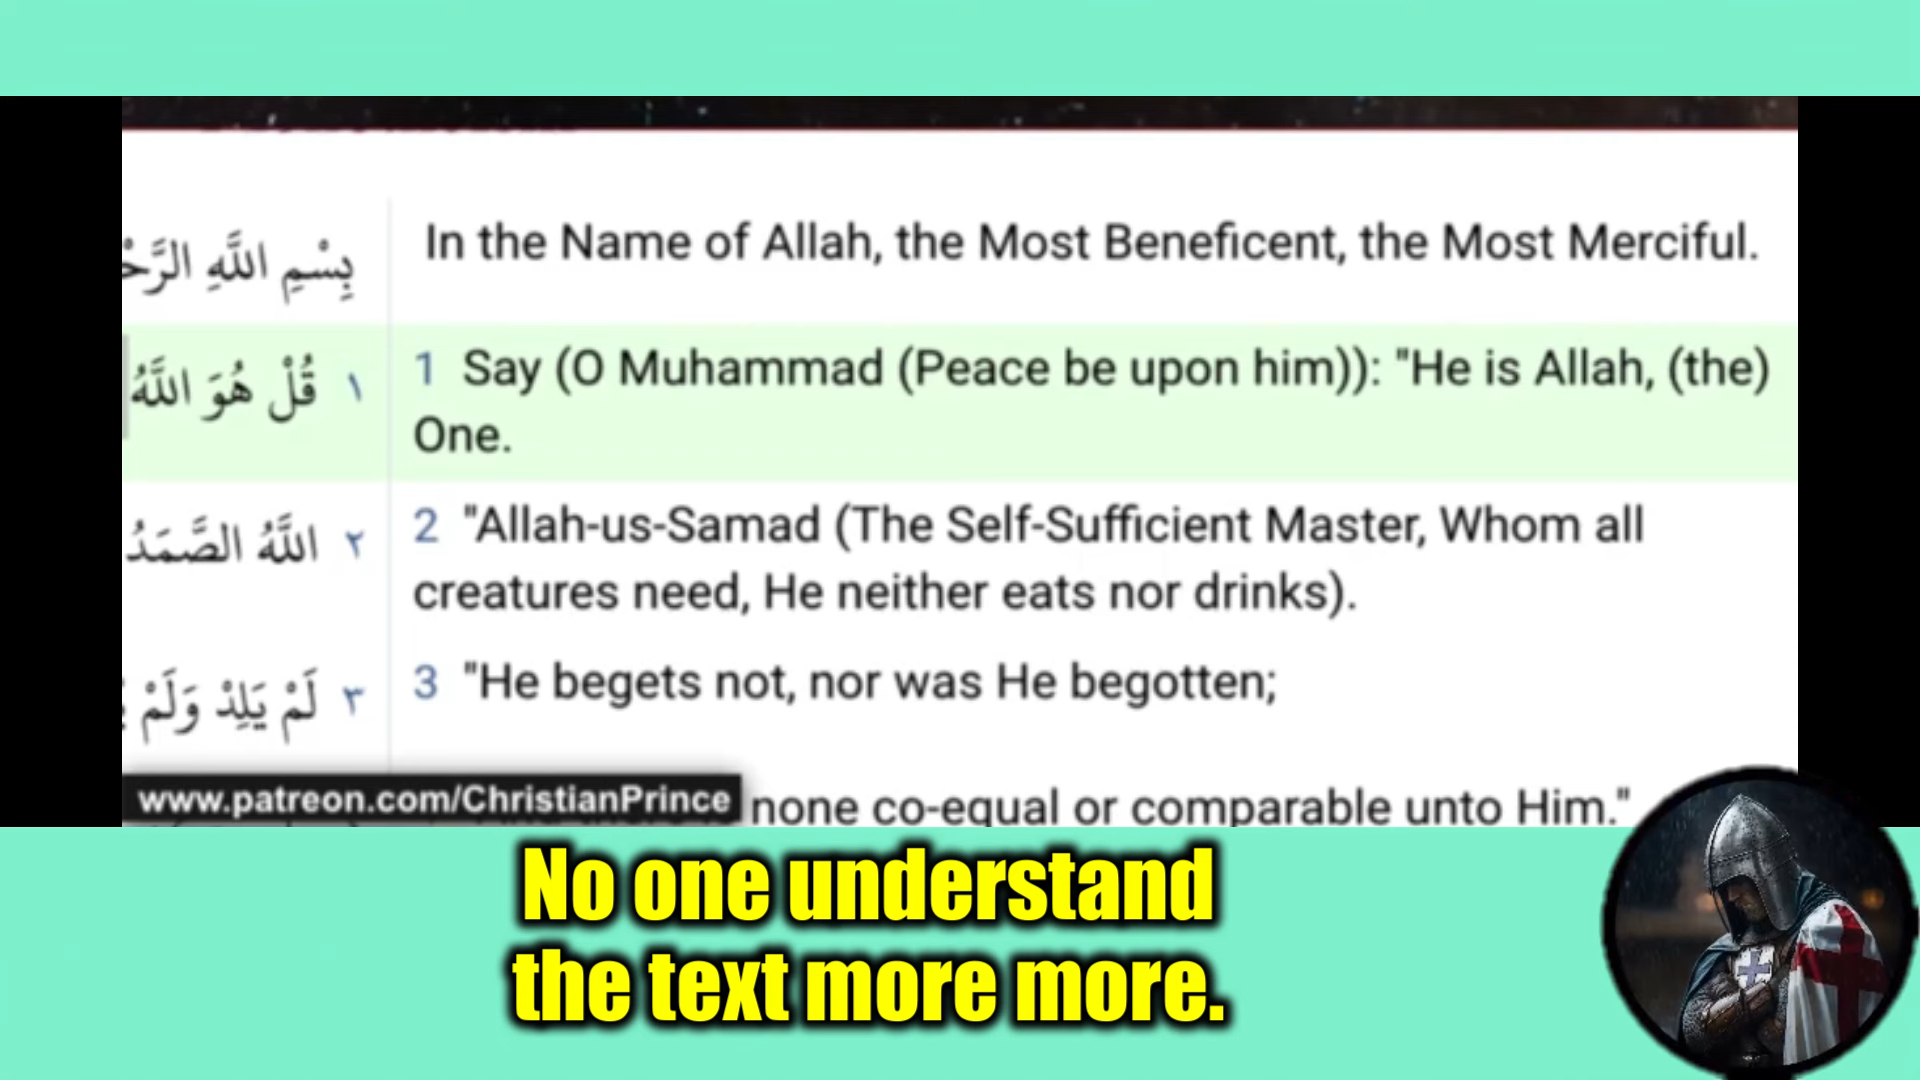 بِسْمِ اللَّهِ
In the Name of Allah, the Most Beneficent, the Most Merciful.
١ قُلْ هُوَ اللَّهُ
1 Say (O Muhammad (Peace be upon him)): "He is Allah, (the)
One.
٢ اللَّهُ الصَّمَدُ
2 "Allah-us-Samad (The Self-Sufficient Master, Whom all
creatures need, He neither eats nor drinks).
٣ لَمْ يَلِدْ وَلَمْ
3 "He begets not, nor was He begotten;
www.patreon.com/ChristianPrince
none co-equal or comparable unto Him."
No one understand
the text more more.